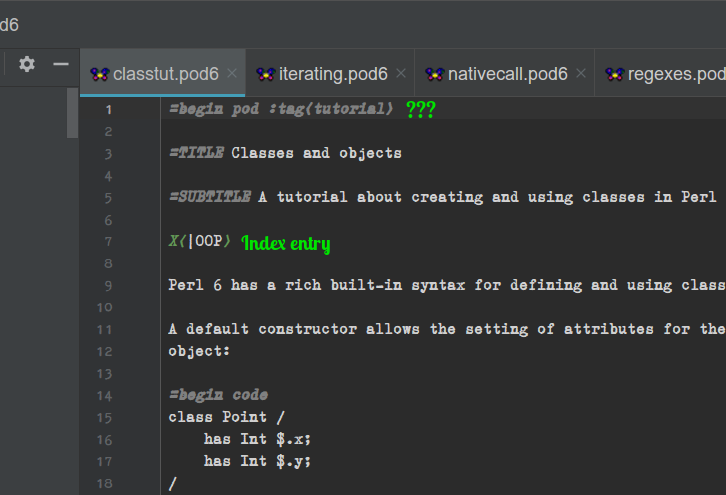 d6
classtut.pod6 iterating.pod6 nativecall.pod6 regexes.pod
1 =begin pod :tag(tutorial) ???
2
3 =TITLE Classes and objects
4
5 =SUBTITLE A tutorial about creating and using classes in Perl
6
7 X(|OOP) Index entry
8
9 Perl 6 has a rich built-in syntax for defining and using class
10
11 A default constructor allows the setting of attributes for the
12 object:
13
14 =begin code
15 class Point /
16 has Int $.x;
17 has Int $.y;
18 /